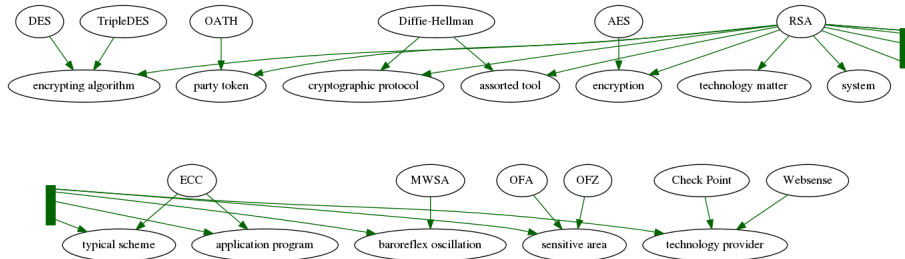 DES
TripleDES
OATH
Diffie-Hellman
AES
RSA
encrypting algorithm
party token
cryptographic protocol
assorted tool
encryption
technology matter
system
ECC
MWSA
OFA
OFZ
Check Point
Websense
typical scheme
application program
baroreflex oscillation
sensitive area
technology provider